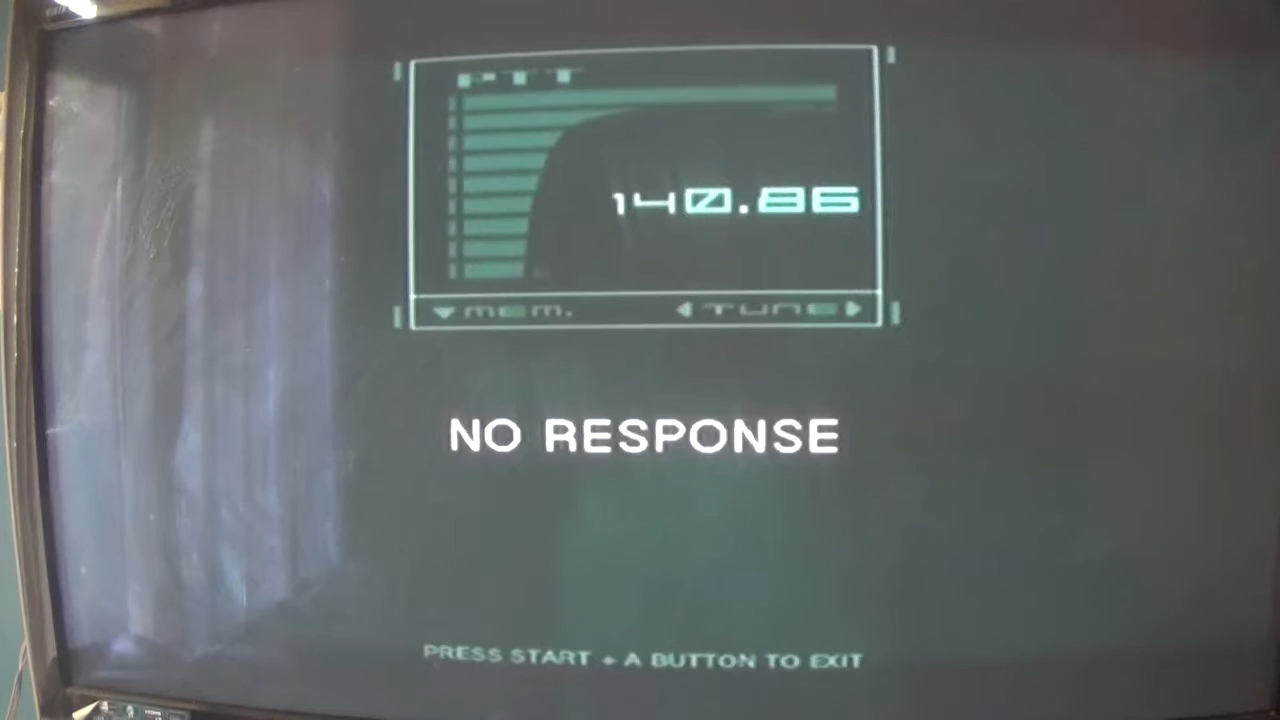 PTT
140.86
MEM.
TUNE
NO RESPONSE
PRESS START + A BUTTON TO EXIT